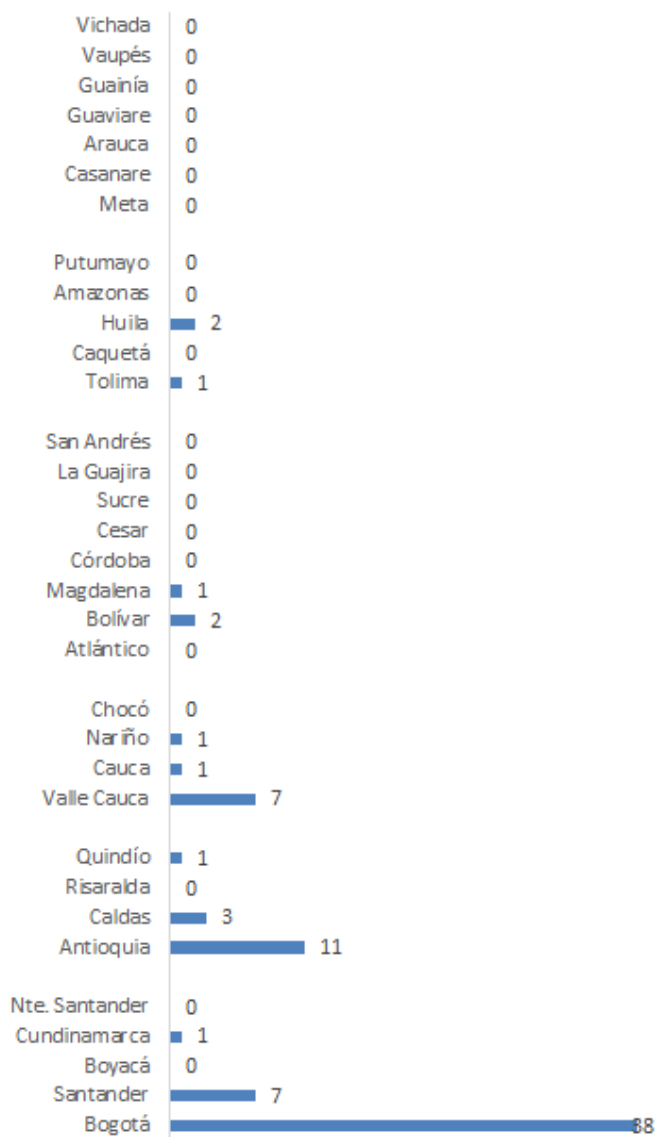 Vichada 0
Vaupés 0
Guainía 0
Guaviare 0
Arauca 0
Casanare 0
Meta 0
Putumayo 0
Amazonas 0
Huila 2
Caquetá 0
Tolima 1
San Andrés 0
La Guajira 0
Sucre 0
Cesar 0
Córdoba 0
Magdalena 1
Bolívar 2
Atlántico 0
Chocó 0
Nariño 1
Cauca 1
Valle Cauca 7
Quindío 1
Risaralda 0
Caldas 3
Antioquia 11
Nte. Santander 0
Cundinamarca 1
Boyacá 0
Santander 7
Bogotá 38